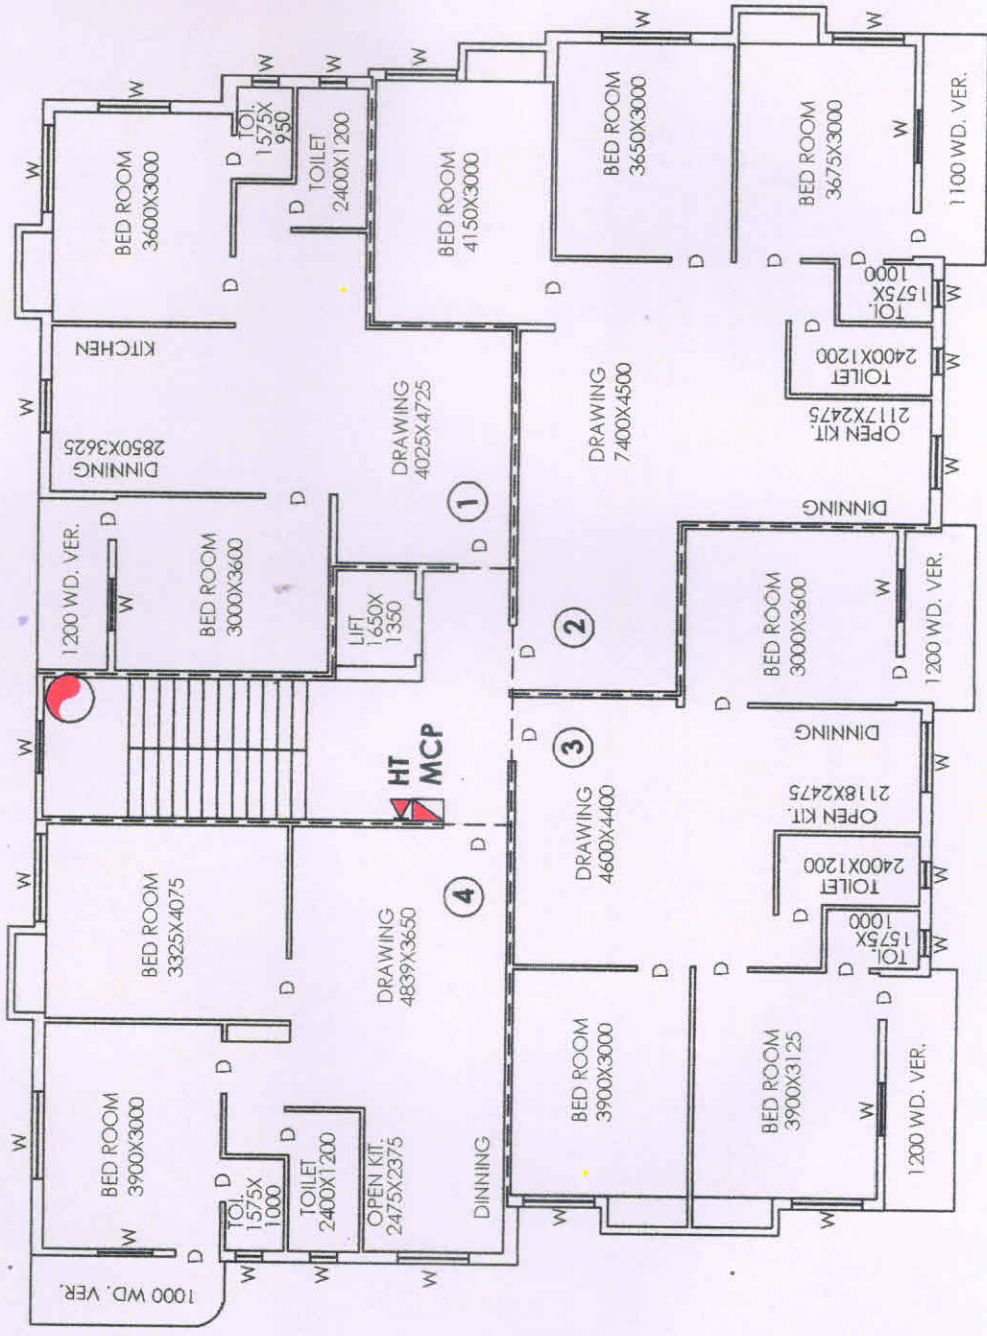 W
W
W
W
W
BED ROOM
3900X3000
BED ROOM
3325X4075
1200 WD. VER.
D
W
BED ROOM
3000X3600
DINNING
2850X3625
KITCHEN
BED ROOM
3600X3000
W
1000 WD. VER.
W
D
D
D
D
D
D
D
TOI.
1575X
950
W
W
TOI.
1575X
1000
W
TOILET
2400X1200
D
W
TOILET
2400X1200
D
W
OPEN KIT.
2475X2375
DINNING
W
DRAWING
4839X3650
4
D
HT
MCP
LIFT
1650X
1350
DRAWING
4025X4725
1
D
BED ROOM
4150X3000
W
D
3
D
2
D
DRAWING
4600X4400
DRAWING
7400X4500
BED ROOM
3900X3000
W
D
D
BED ROOM
3650X3000
W
D
BED ROOM
3900X3125
W
W
D
D
D
TOI.
1575X
1000
W
TOILET
2400X1200
W
OPEN KIT.
2118X2475
DINNING
W
D
BED ROOM
3000X3600
W
D
DINNING
OPEN KIT.
2117X2475
W
TOILET
2400X1200
D
W
TOI.
1575X
1000
W
D
D
BED ROOM
3675X3000
W
W
D
1200 WD. VER.
1200 WD. VER.
1100 WD. VER.